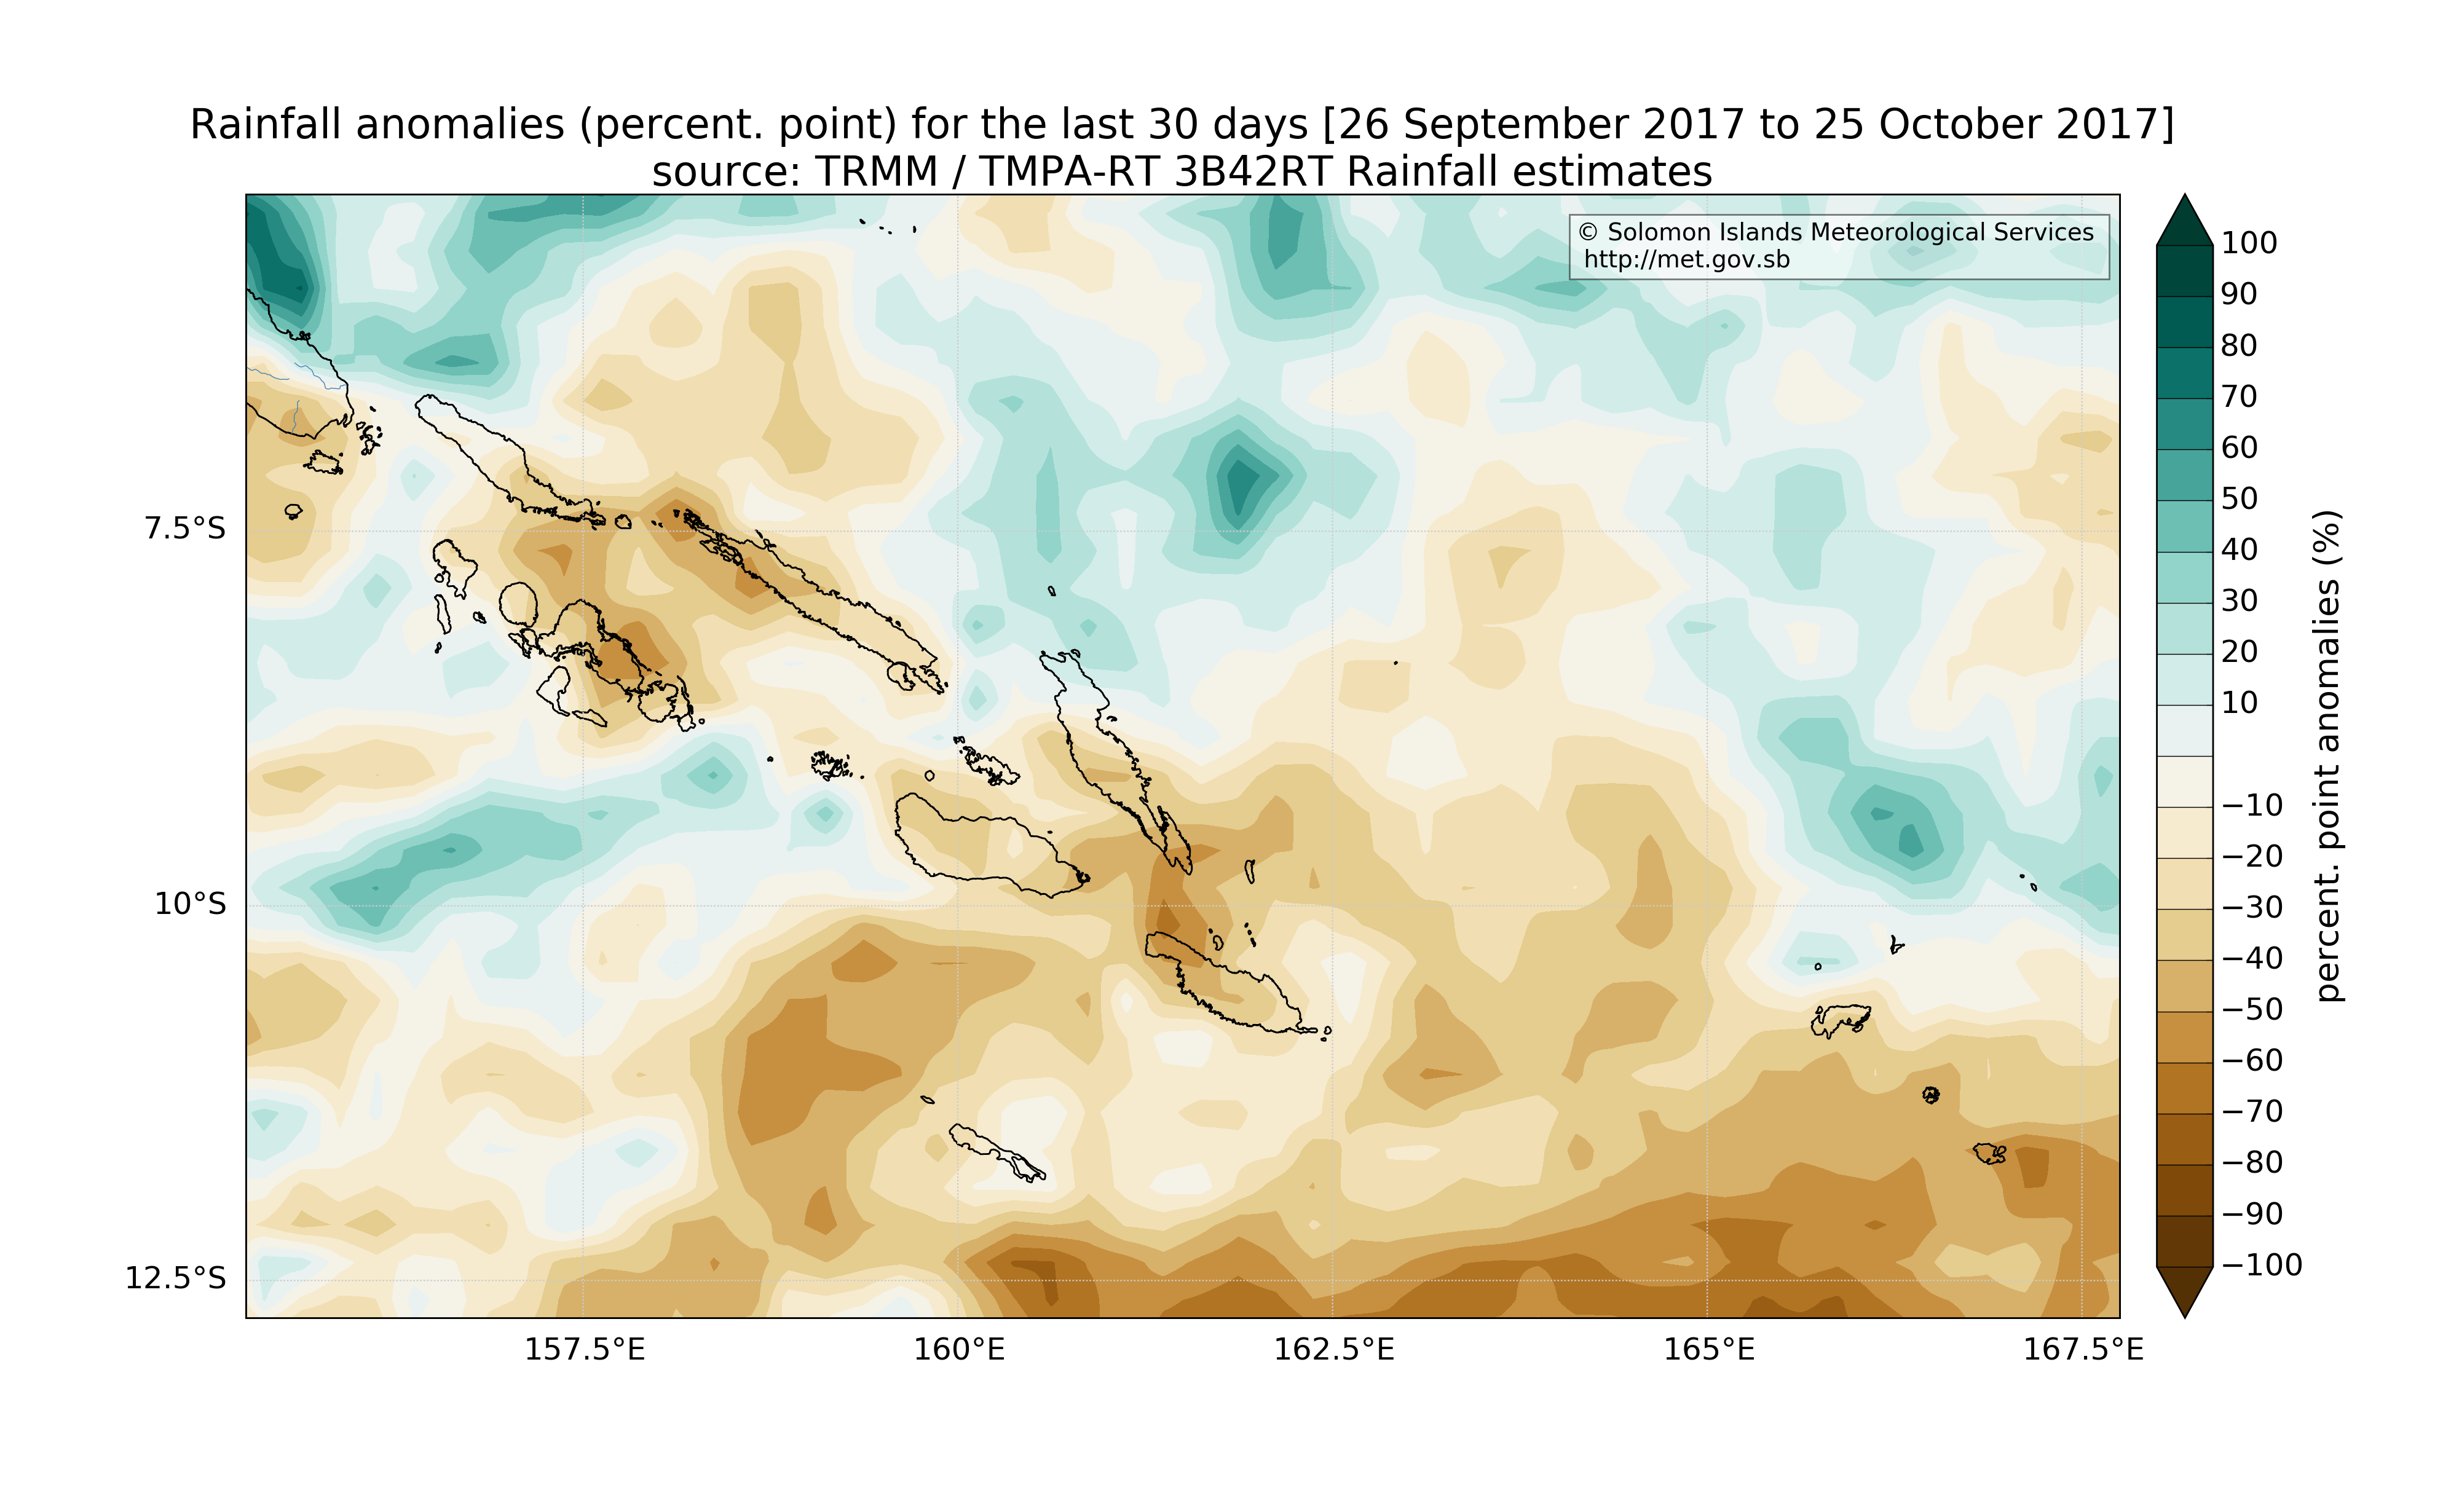 Rainfall anomalies (percent. point) for the last 30 days [26 September 2017 to 25 October 2017]
source: TRMM / TMPA-RT 3B42RT Rainfall estimates
© Solomon Islands Meteorological Services
http://met.gov.sb
7.5°S
10°S
12.5°S
157.5°E
160°E
162.5°E
165°E
167.5°E
100
90
80
70
60
50
40
30
20
10
−10
−20
−30
−40
−50
−60
−70
−80
−90
−100
percent. point anomalies (%)